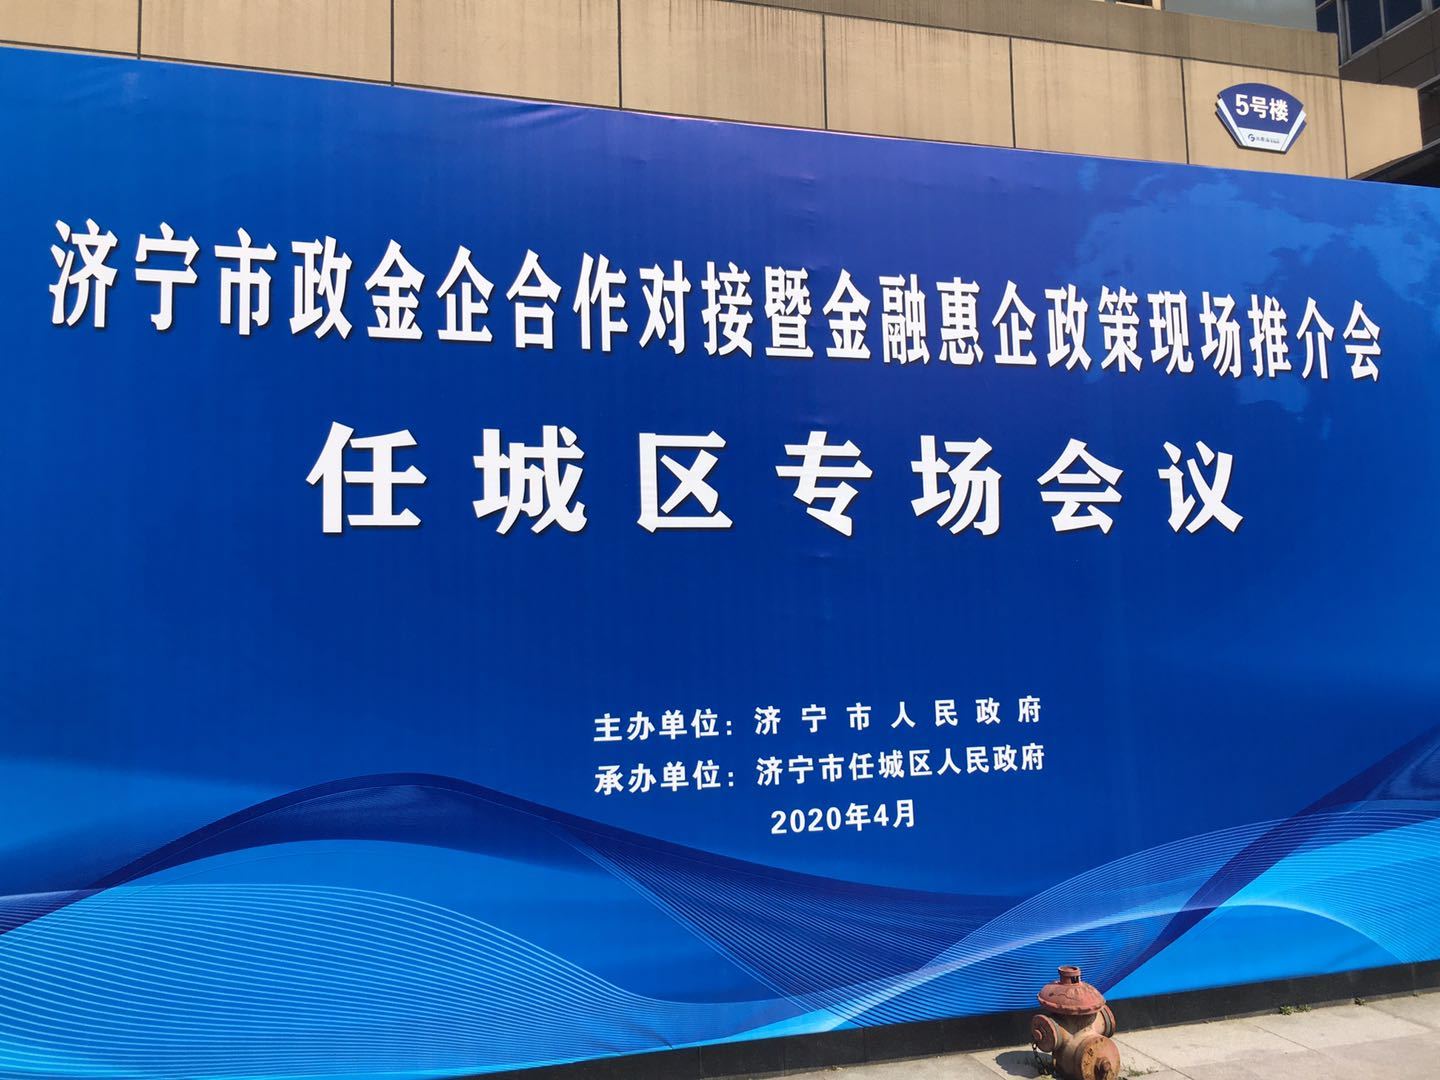 5号楼
济宁市政金企合作对接暨金融惠企政策现场推介会
任城区专场会议
主办单位：济宁市人民政府
承办单位：济宁市任城区人民政府
2020年4月